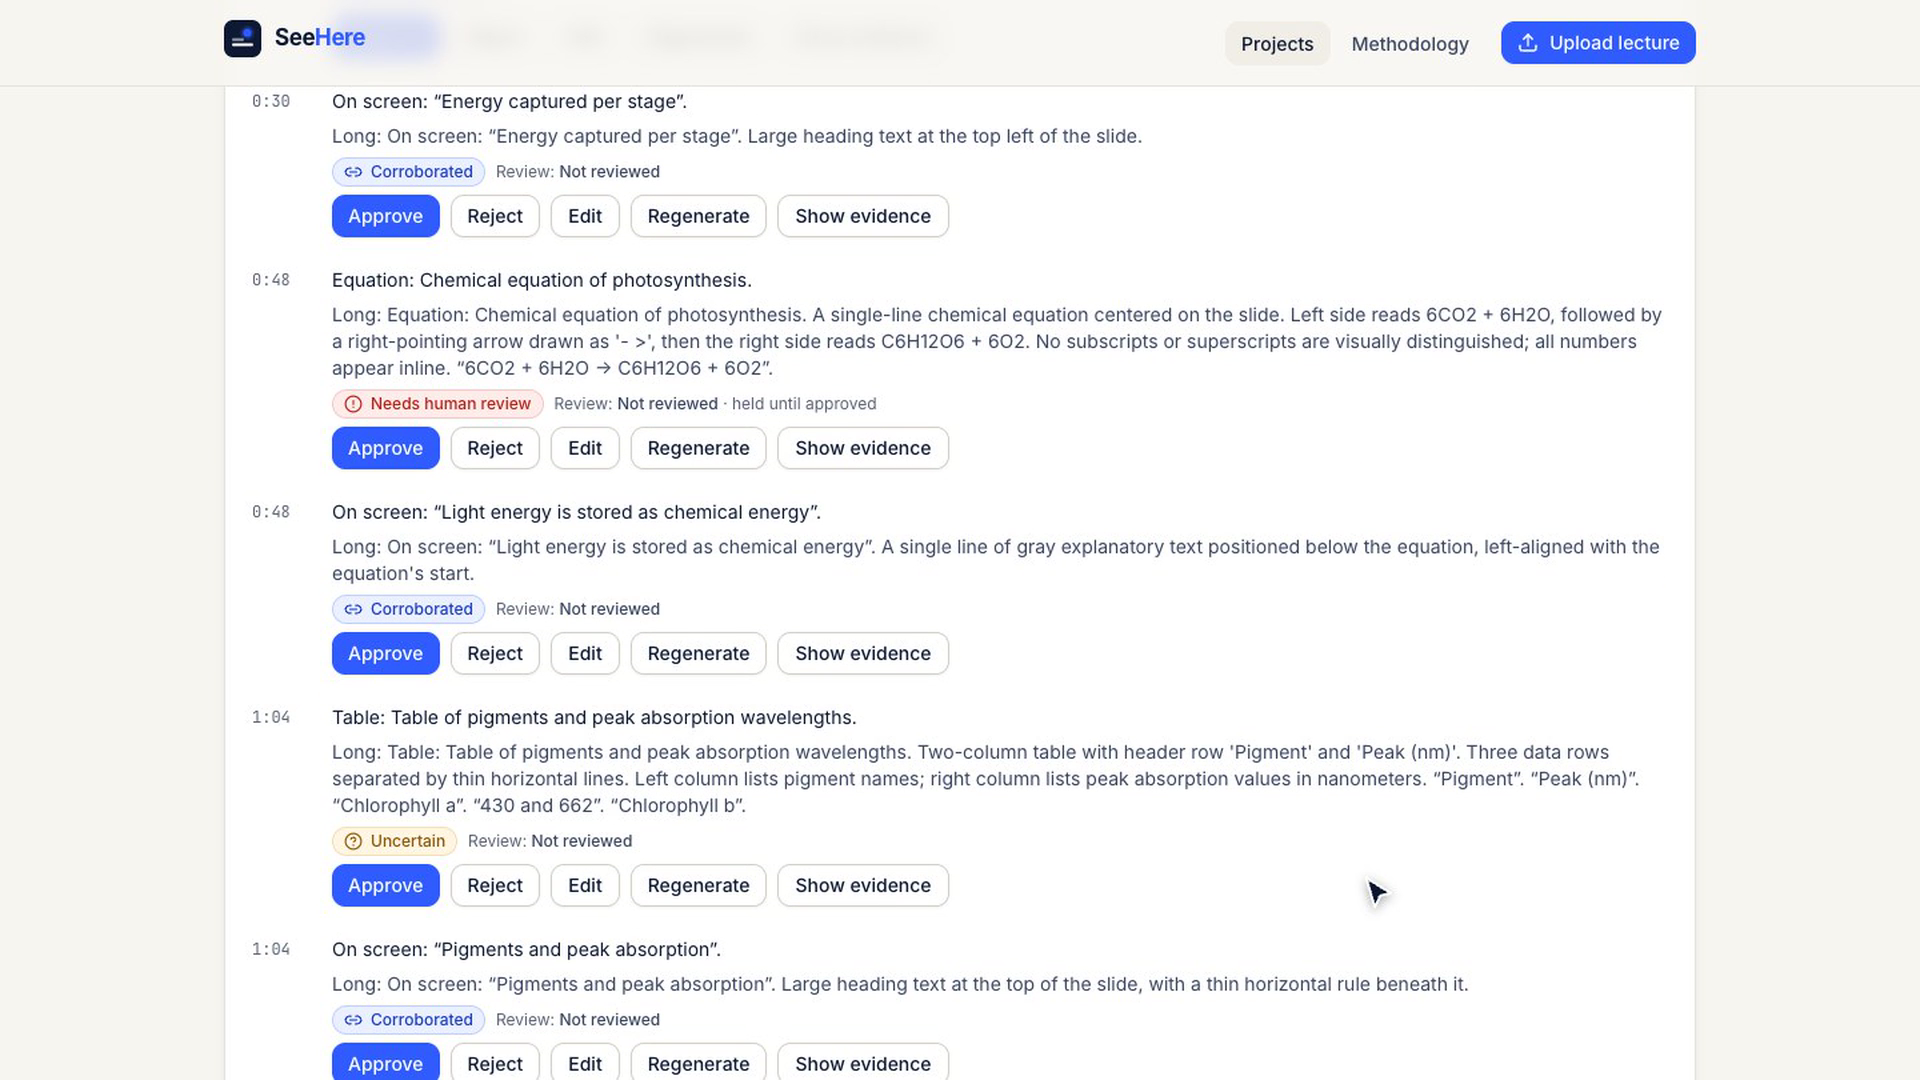 SeeHere
Projects
Methodology
Upload lecture
0:30
On screen: “Energy captured per stage”.
Long: On screen: “Energy captured per stage”. Large heading text at the top left of the slide.
Corroborated
Review: Not reviewed
Approve
Reject
Edit
Regenerate
Show evidence
0:48
Equation: Chemical equation of photosynthesis.
Long: Equation: Chemical equation of photosynthesis. A single-line chemical equation centered on the slide. Left side reads 6CO2 + 6H2O, followed by
a right-pointing arrow drawn as '- >', then the right side reads C6H12O6 + 6O2. No subscripts or superscripts are visually distinguished; all numbers
appear inline. “6CO2 + 6H2O → C6H12O6 + 6O2”.
Needs human review
Review: Not reviewed · held until approved
Approve
Reject
Edit
Regenerate
Show evidence
0:48
On screen: “Light energy is stored as chemical energy”.
Long: On screen: “Light energy is stored as chemical energy”. A single line of gray explanatory text positioned below the equation, left-aligned with the
equation's start.
Corroborated
Review: Not reviewed
Approve
Reject
Edit
Regenerate
Show evidence
1:04
Table: Table of pigments and peak absorption wavelengths.
Long: Table: Table of pigments and peak absorption wavelengths. Two-column table with header row 'Pigment' and 'Peak (nm)'. Three data rows
separated by thin horizontal lines. Left column lists pigment names; right column lists peak absorption values in nanometers. “Pigment”. “Peak (nm)”.
“Chlorophyll a”. “430 and 662”. “Chlorophyll b”.
Uncertain
Review: Not reviewed
Approve
Reject
Edit
Regenerate
Show evidence
1:04
On screen: “Pigments and peak absorption”.
Long: On screen: “Pigments and peak absorption”. Large heading text at the top of the slide, with a thin horizontal rule beneath it.
Corroborated
Review: Not reviewed
Approve
Reject
Edit
Regenerate
Show evidence